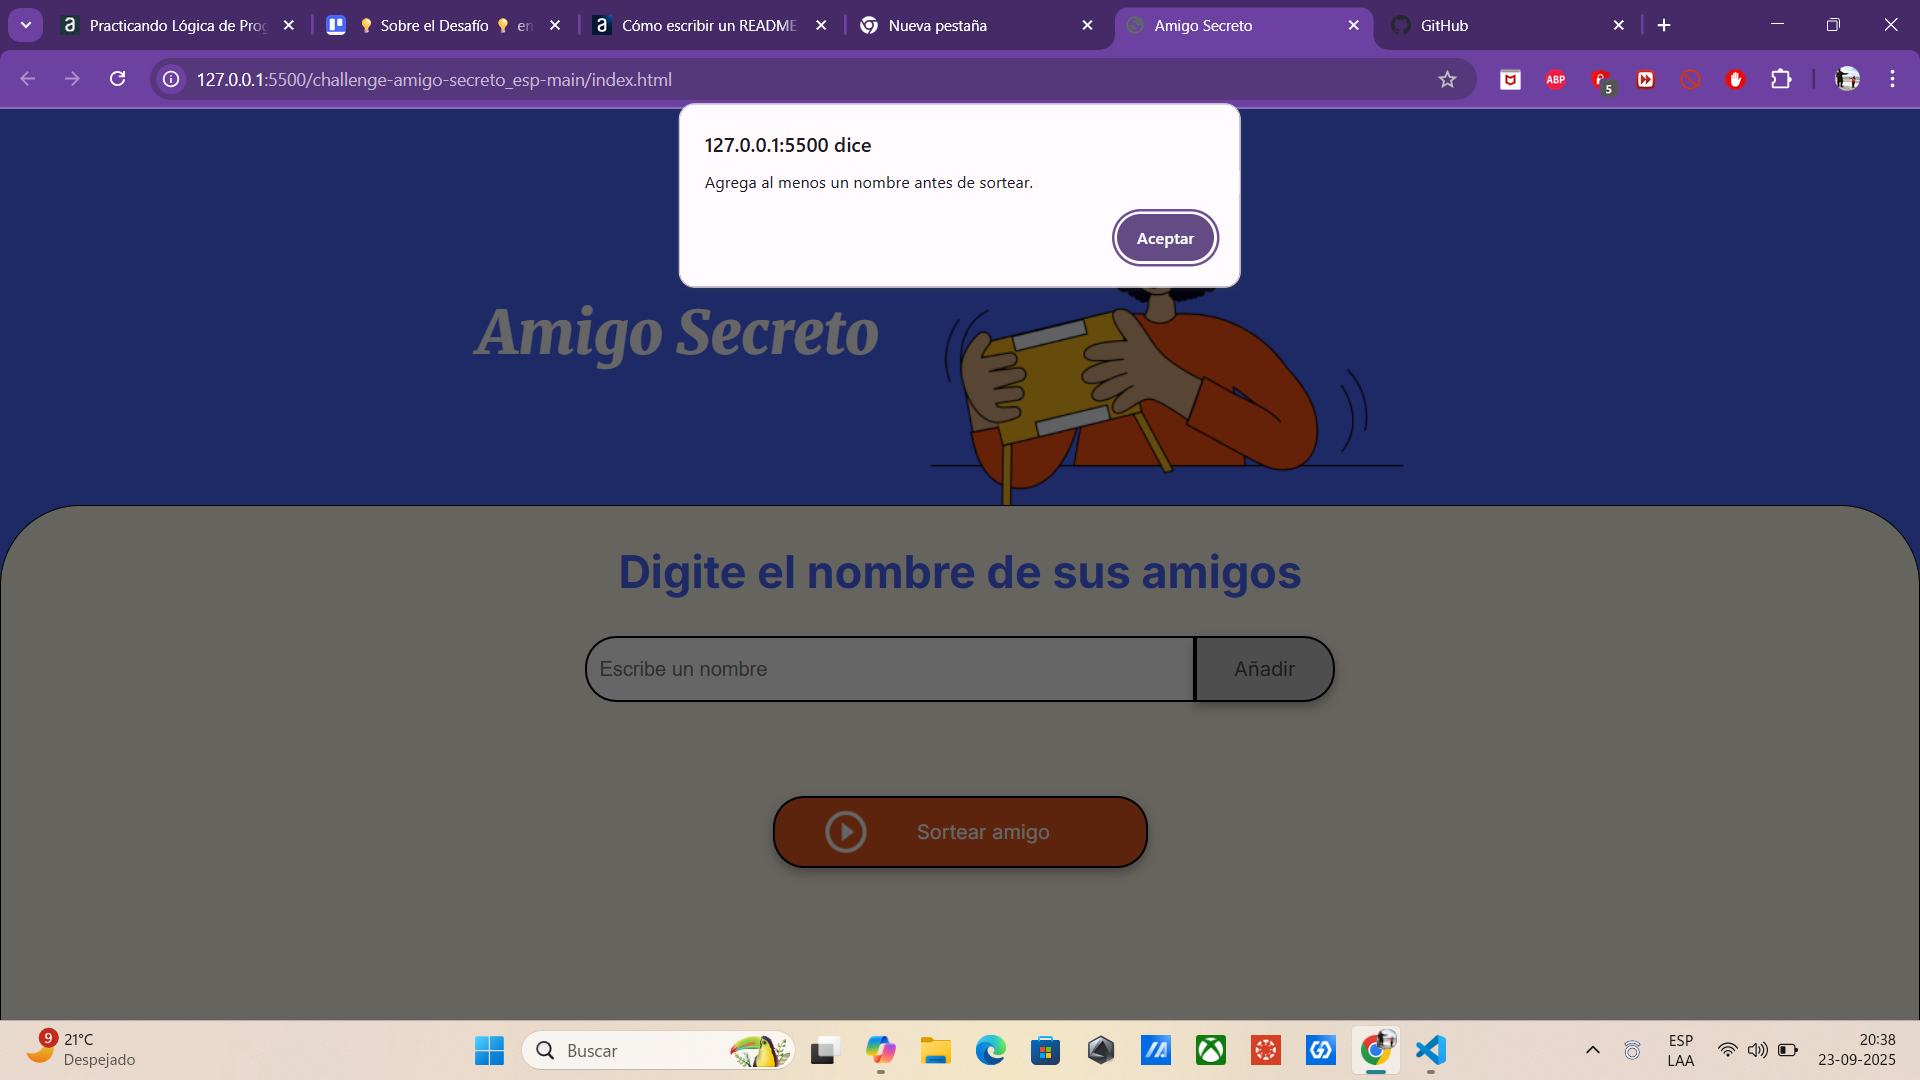 Practicando Lógica de Prog
Sobre el Desafío 💡 en
Cómo escribir un README
Nueva pestaña
Amigo Secreto
GitHub
127.0.0.1:5500/challenge-amigo-secreto_esp-main/index.html
ABP
5
127.0.0.1:5500 dice
Agrega al menos un nombre antes de sortear.
Aceptar
Amigo Secreto
Digite el nombre de sus amigos
Escribe un nombre
Añadir
Sortear amigo
9
21°C
Despejado
Buscar
ESP
LAA
20:38
23-09-2025